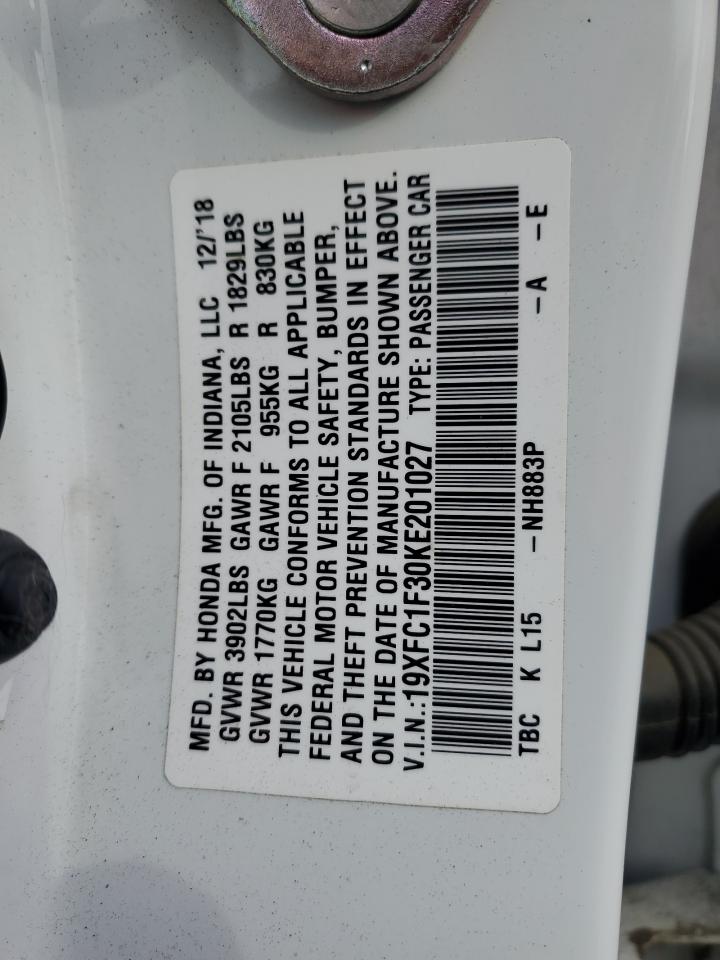 MFD. BY HONDA MFG. OF INDIANA, LLC 12/'18
GVWR 3902LBS GAWR F 2105LBS R 1829LBS
GVWR 1770KG GAWR F 955KG R 830KG
THIS VEHICLE CONFORMS TO ALL APPLICABLE
FEDERAL MOTOR VEHICLE SAFETY, BUMPER,
AND THEFT PREVENTION STANDARDS IN EFFECT
ON THE DATE OF MANUFACTURE SHOWN ABOVE.
V.I.N.:19XFC1F30KE201027 TYPE: PASSENGER CAR
TBC K L15 -NH883P -A -E